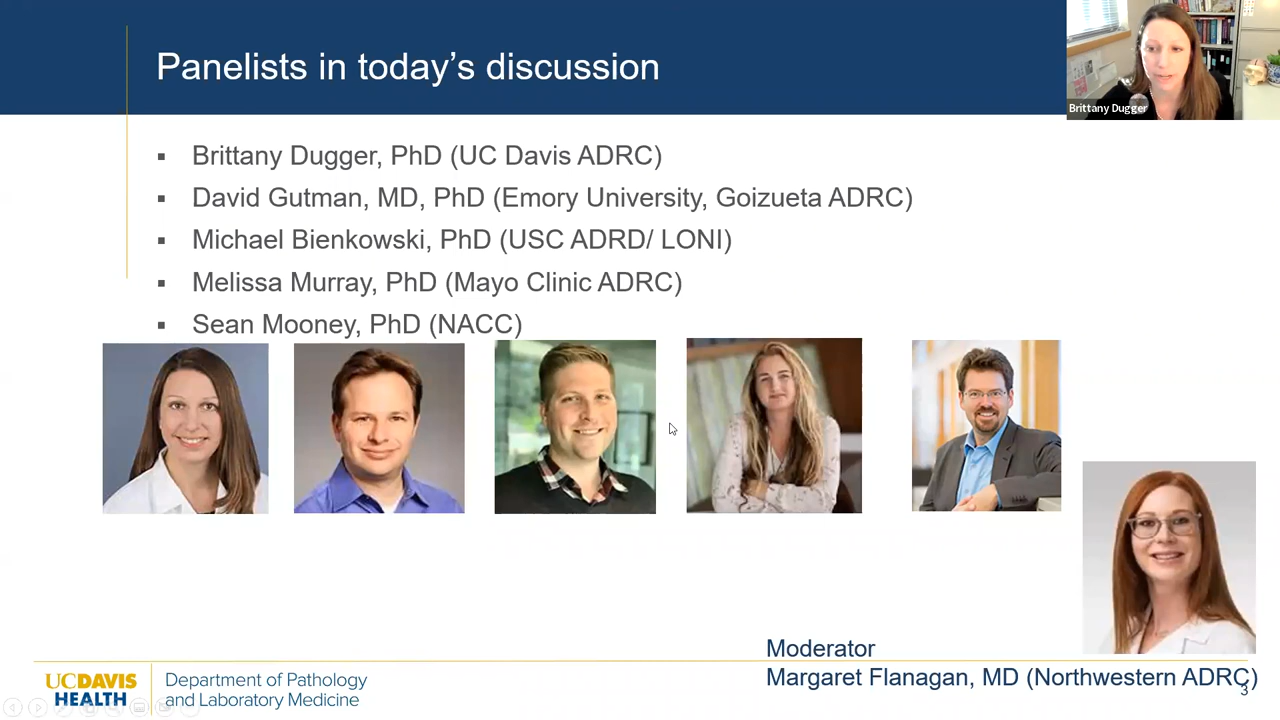 Panelists in today's discussion
Brittany Dugger
▪ Brittany Dugger, PhD (UC Davis ADRC)
▪ David Gutman, MD, PhD (Emory University, Goizueta ADRC)
▪ Michael Bienkowski, PhD (USC ADRD/ LONI)
▪ Melissa Murray, PhD (Mayo Clinic ADRC)
▪ Sean Mooney, PhD (NACC)
Moderator
Margaret Flanagan, MD (Northwestern ADRC)
3
UCDAVIS
HEALTH
Department of Pathology
and Laboratory Medicine